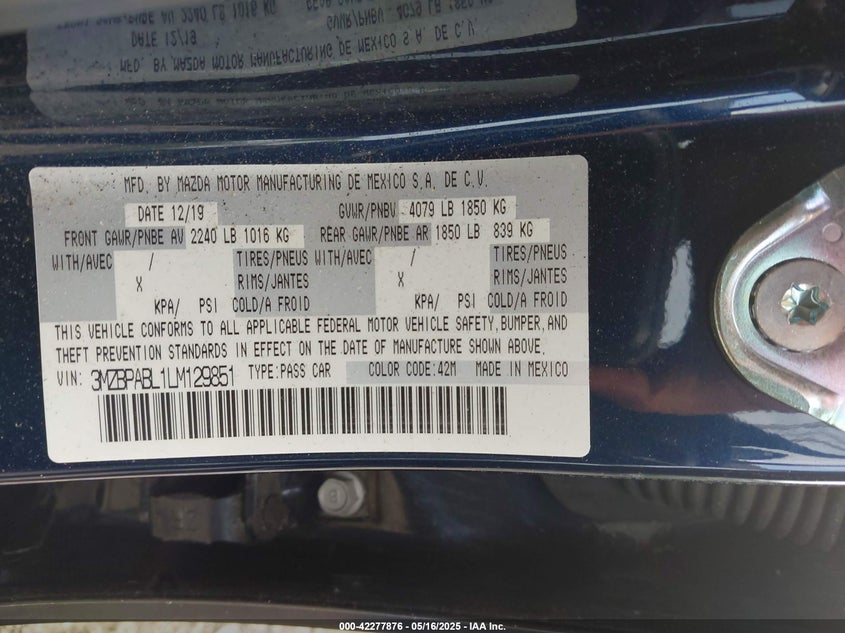 MFD. BY MAZDA MOTOR MANUFACTURING DE MEXICO S.A. DE C.V.
DATE 12/19 GVWR/PNBV 4079 LB 1850 KG
FRONT GAWR/PNBE AV 2240 LB 1016 KG REAR GAWR/PNBE AR 1850 LB 839 KG
WITH/AVEC / TIRES/PNEUS WITH/AVEC / TIRES/PNEUS
X RIMS/JANTES X RIMS/JANTES
KPA/ PSI COLD/A FROID KPA/ PSI COLD/A FROID
THIS VEHICLE CONFORMS TO ALL APPLICABLE FEDERAL MOTOR VEHICLE SAFETY, BUMPER, AND
THEFT PREVENTION STANDARDS IN EFFECT ON THE DATE OF MANUFACTURE SHOWN ABOVE.
VIN: 3MZBPABL1LM129851 TYPE:PASS CAR COLOR CODE:42M MADE IN MEXICO
000-42277876 - 05/16/2025 - IAA Inc.